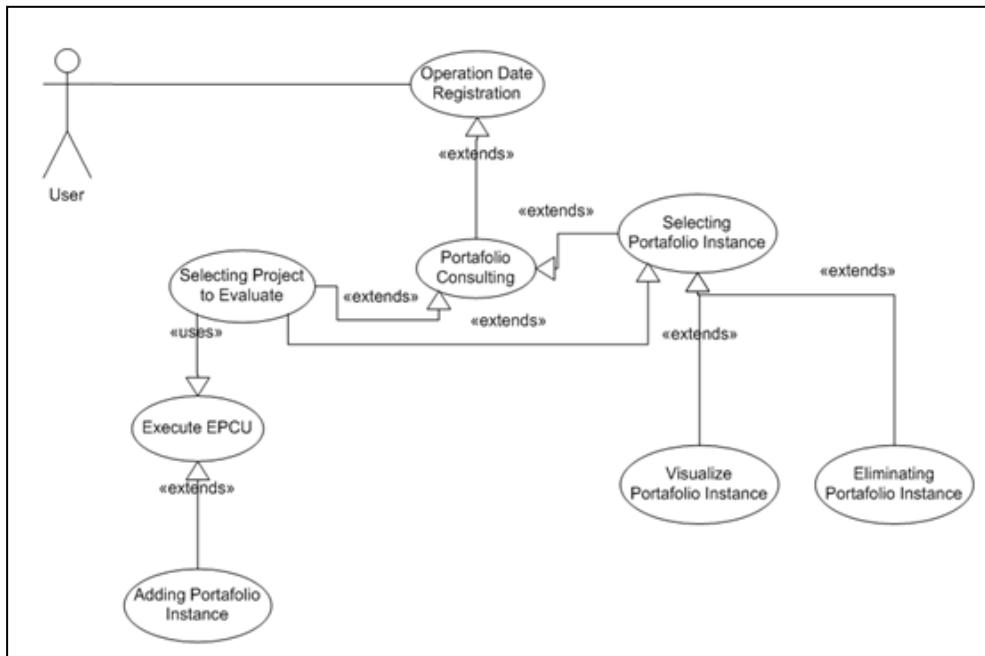 Operation Date
Registration
«extends»
User
«extends»
Selecting
Portafolio Instance
Portafolio
Consulting
«extends»
Selecting Project
to Evaluate
«extends»
«extends»
«uses»
«extends»
Execute EPCU
«extends»
Visualize
Portafolio Instance
Eliminating
Portafolio Instance
Adding Portafolio
Instance